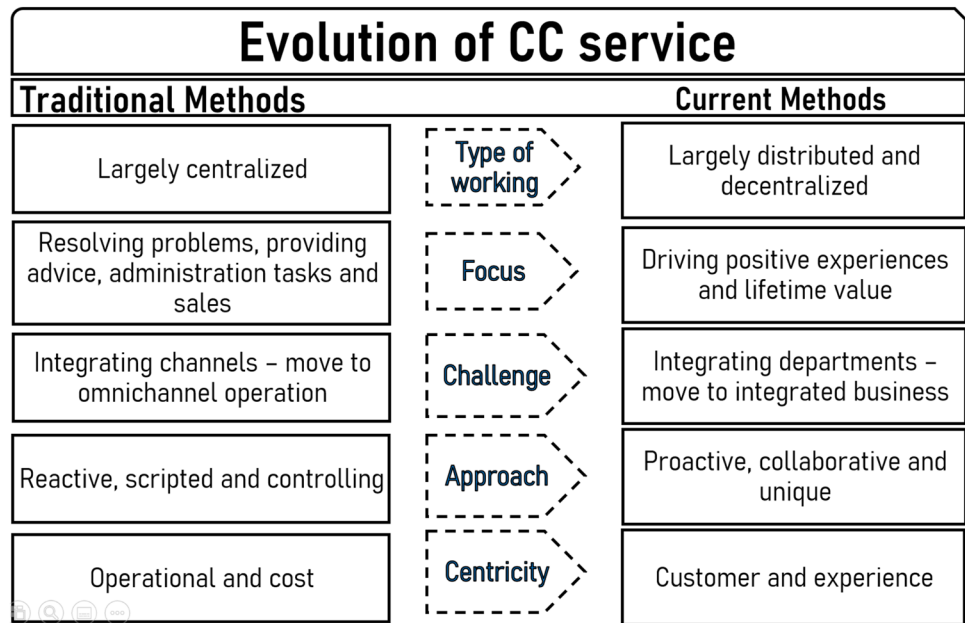 Evolution of CC service
Traditional Methods
Current Methods
Largely centralized
Type of
working
Largely distributed and
decentralized
Resolving problems, providing
advice, administration tasks and
sales
Focus
Driving positive experiences
and lifetime value
Integrating channels – move to
omnichannel operation
Challenge
Integrating departments –
move to integrated business
Reactive, scripted and controlling
Approach
Proactive, collaborative and
unique
Operational and cost
Centricity
Customer and experience